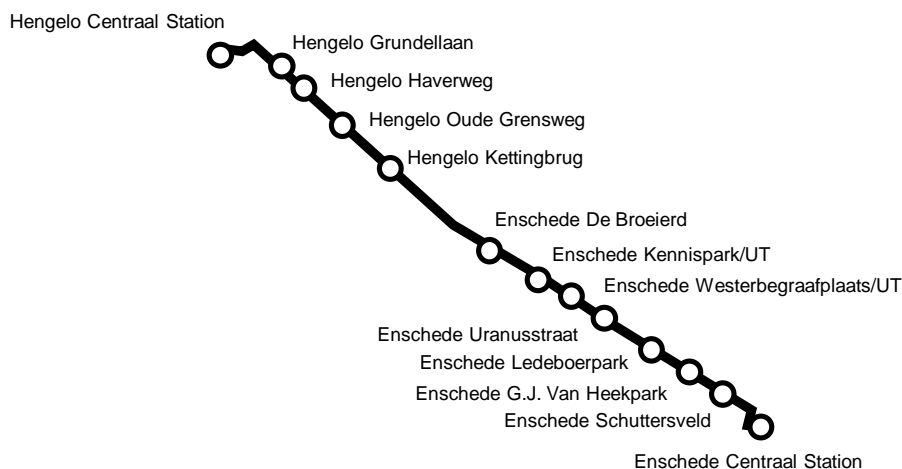 Hengelo Centraal Station
Hengelo Grundellaan
Hengelo Haverweg
Hengelo Oude Grensweg
Hengelo Kettingbrug
Enschede De Broeierd
Enschede Kennispark/UT
Enschede Westerbegraafplaats/UT
Enschede Uranusstraat
Enschede Ledeboerpark
Enschede G.J. Van Heekpark
Enschede Schuttersveld
Enschede Centraal Station